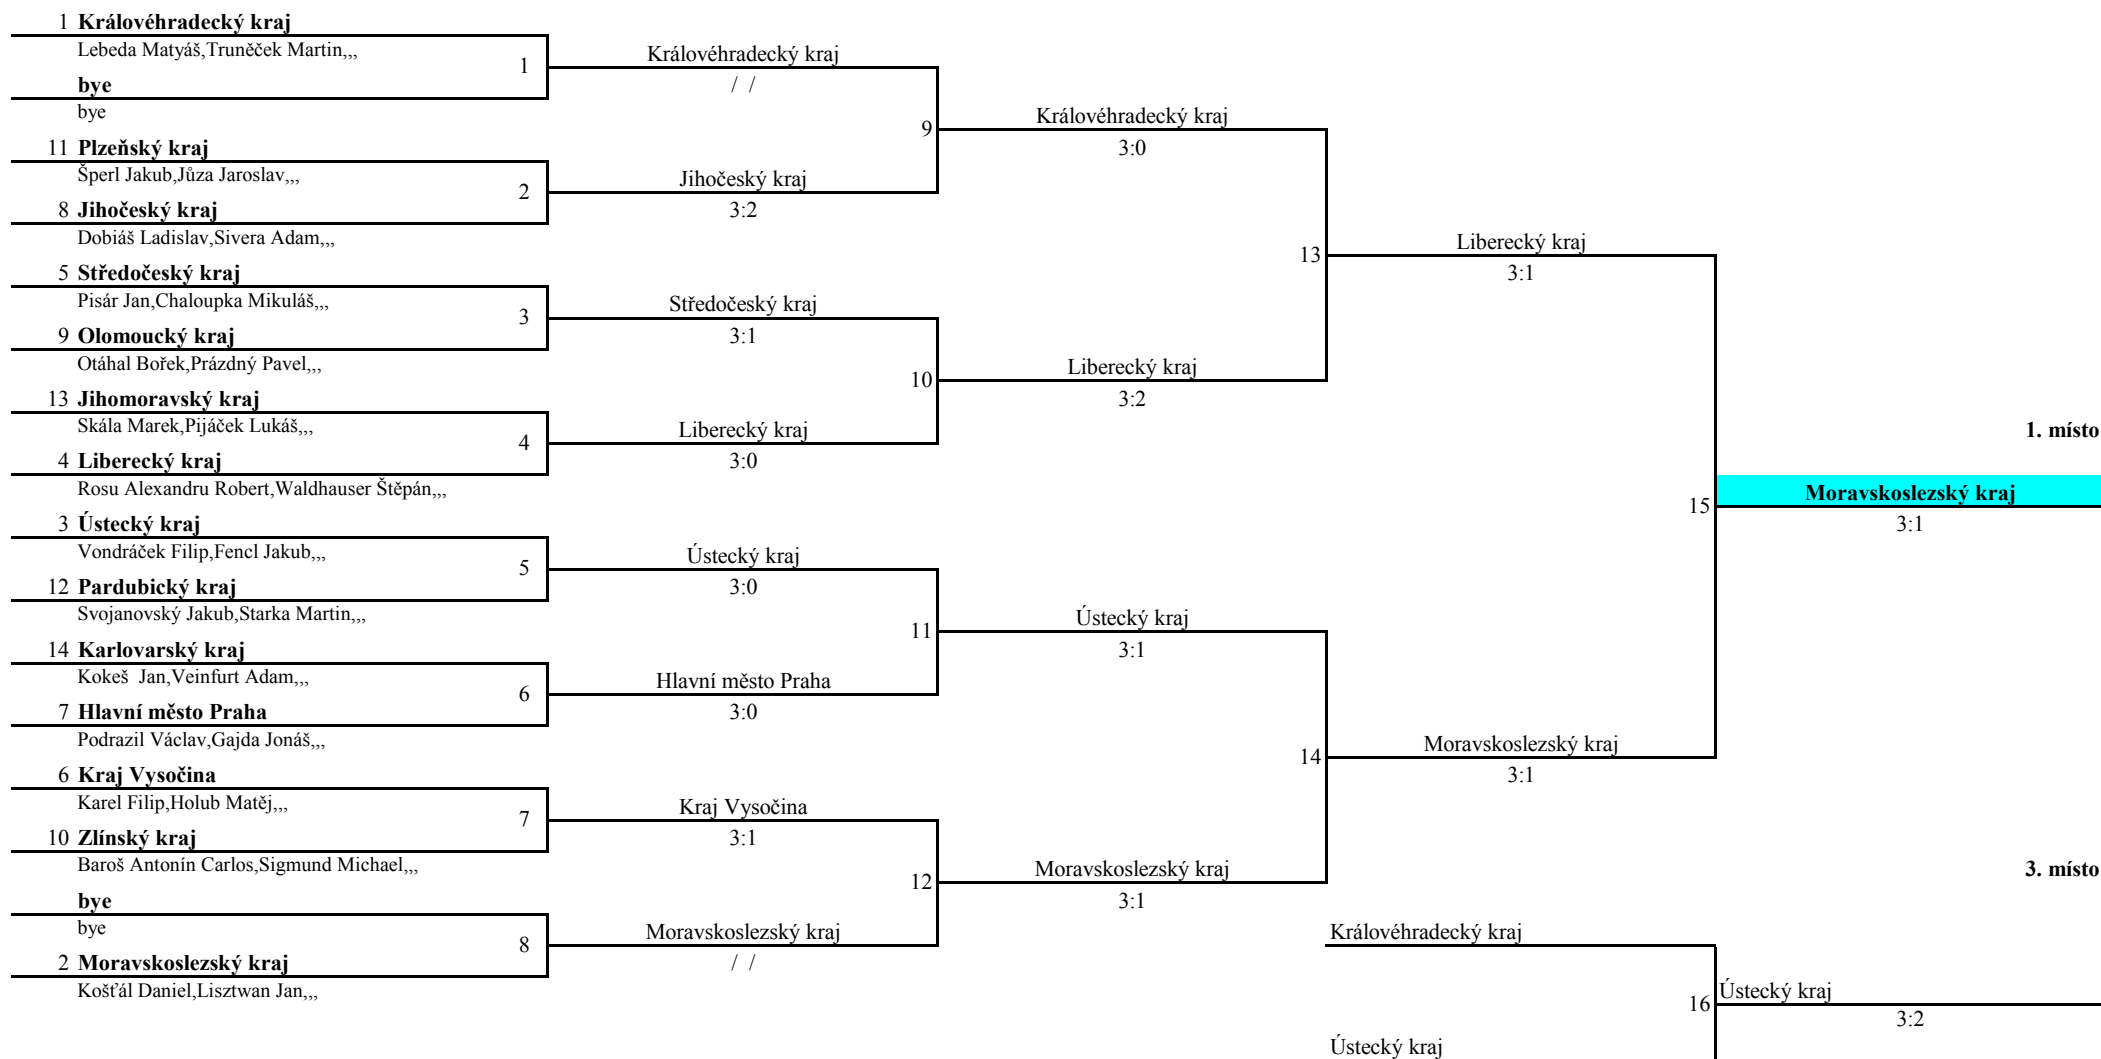 1 Královéhradecký kraj
Lebeda Matyáš,Truněček Martin,,,
1
Královéhradecký kraj
/ /
bye
bye
9
Královéhradecký kraj
3:0
11 Plzeňský kraj
Šperl Jakub,Jůza Jaroslav,,,
2
Jihočeský kraj
3:2
8 Jihočeský kraj
Dobiáš Ladislav,Sivera Adam,,,
13
Liberecký kraj
3:1
5 Středočeský kraj
Pisár Jan,Chaloupka Mikuláš,,,
3
Středočeský kraj
3:1
9 Olomoucký kraj
Otáhal Bořek,Prázdný Pavel,,,
10
Liberecký kraj
3:2
13 Jihomoravský kraj
Skála Marek,Pijáček Lukáš,,,
4
Liberecký kraj
3:0
1. místo
4 Liberecký kraj
Rosu Alexandru Robert,Waldhauser Štěpán,,,
15
Moravskoslezský kraj
3:1
3 Ústecký kraj
Vondráček Filip,Fencl Jakub,,,
5
Ústecký kraj
3:0
12 Pardubický kraj
Svojanovský Jakub,Starka Martin,,,
11
Ústecký kraj
3:1
14 Karlovarský kraj
Kokeš  Jan,Veinfurt Adam,,,
6
Hlavní město Praha
3:0
7 Hlavní město Praha
Podrazil Václav,Gajda Jonáš,,,
14
Moravskoslezský kraj
3:1
6 Kraj Vysočina
Karel Filip,Holub Matěj,,,
7
Kraj Vysočina
3:1
10 Zlínský kraj
Baroš Antonín Carlos,Sigmund Michael,,,
12
Moravskoslezský kraj
3:1
3. místo
bye
bye
8
Moravskoslezský kraj
/ /
2 Moravskoslezský kraj
Košťál Daniel,Lisztwan Jan,,,
Královéhradecký kraj
16
Ústecký kraj
3:2
Ústecký kraj